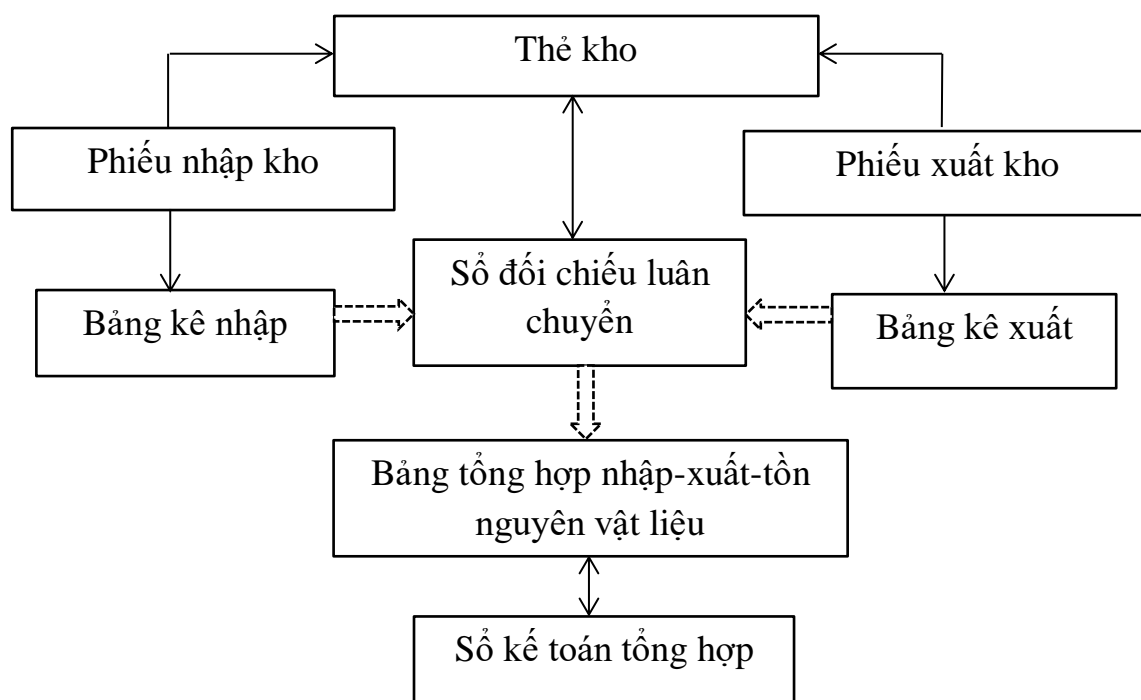 Thẻ kho
Phiếu nhập kho
Phiếu xuất kho
Sổ đối chiếu luân
chuyển
Bảng kê nhập
Bảng kê xuất
Bảng tổng hợp nhập-xuất-tồn
nguyên vật liệu
Sổ kế toán tổng hợp